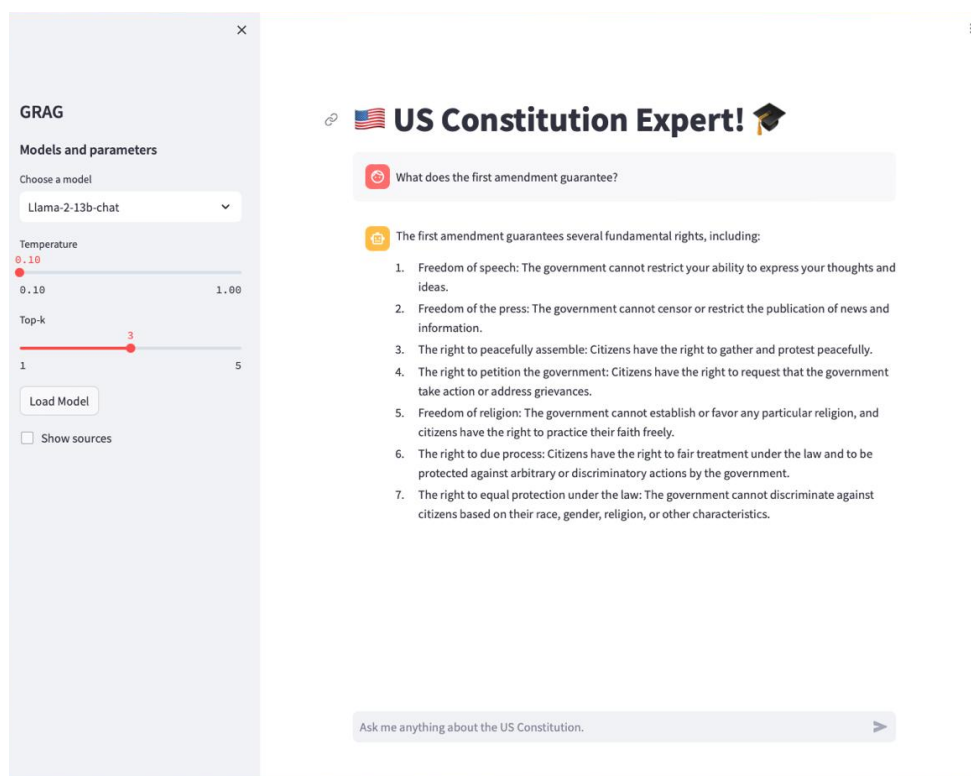 GRAG
Models and parameters
Choose a model
Llama-2-13b-chat
Temperature
0.10
0.10 1.00
Top-k
3
1 5
Load Model
Show sources
US Constitution Expert!
What does the first amendment guarantee?
The first amendment guarantees several fundamental rights, including:
1. Freedom of speech: The government cannot restrict your ability to express your thoughts and
ideas.
2. Freedom of the press: The government cannot censor or restrict the publication of news and
information.
3. The right to peacefully assemble: Citizens have the right to gather and protest peacefully.
4. The right to petition the government: Citizens have the right to request that the government
take action or address grievances.
5. Freedom of religion: The government cannot establish or favor any particular religion, and
citizens have the right to practice their faith freely.
6. The right to due process: Citizens have the right to fair treatment under the law and to be
protected against arbitrary or discriminatory actions by the government.
7. The right to equal protection under the law: The government cannot discriminate against
citizens based on their race, gender, religion, or other characteristics.
Ask me anything about the US Constitution.